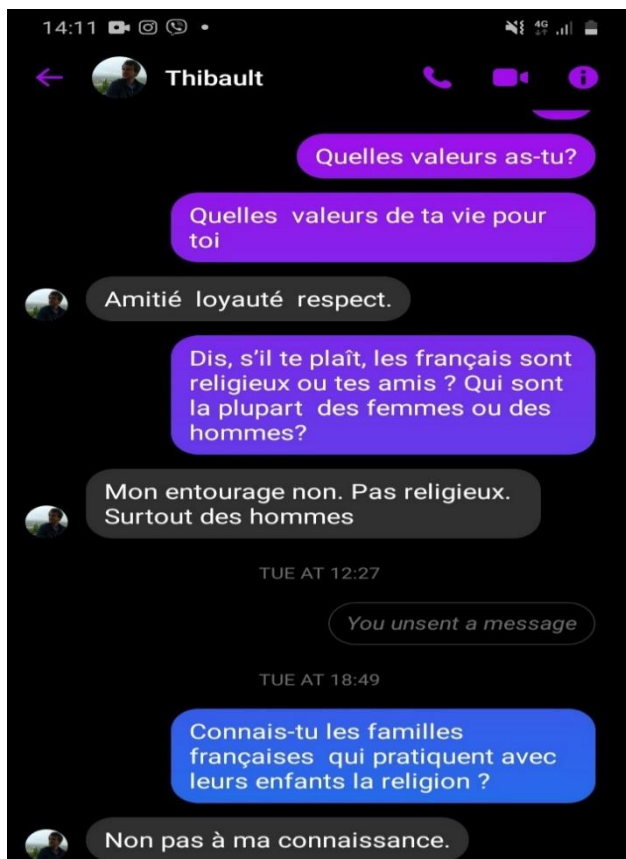 14:11
4G
Thibault
Quelles valeurs as-tu?
Quelles valeurs de ta vie pour
toi
Amitié loyauté respect.
Dis, s'il te plaît, les français sont
religieux ou tes amis ? Qui sont
la plupart des femmes ou des
hommes?
Mon entourage non. Pas religieux.
Surtout des hommes
TUE AT 12:27
You unsent a message
TUE AT 18:49
Connais-tu les familles
françaises qui pratiquent avec
leurs enfants la religion ?
Non pas à ma connaissance.